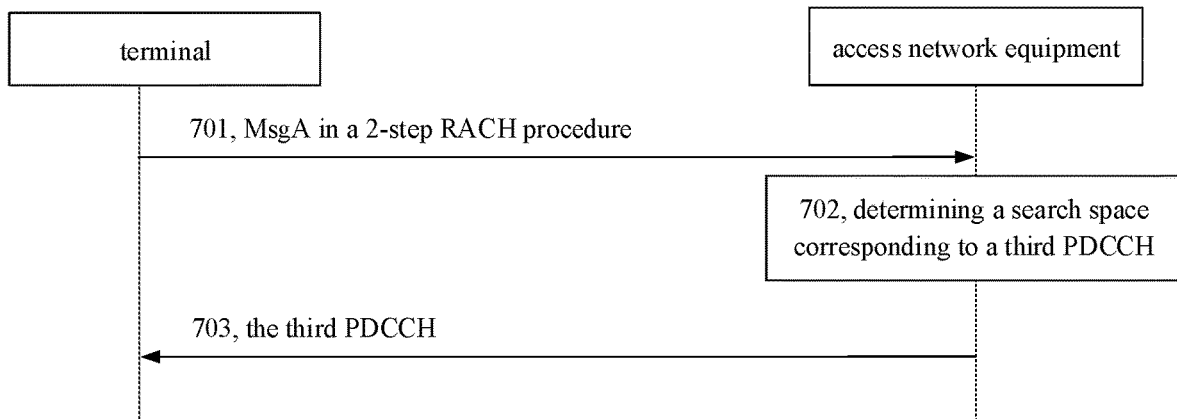 terminal
access network equipment
701, MsgA in a 2-step RACH procedure
702, determining a search space
corresponding to a third PDCCH
703, the third PDCCH